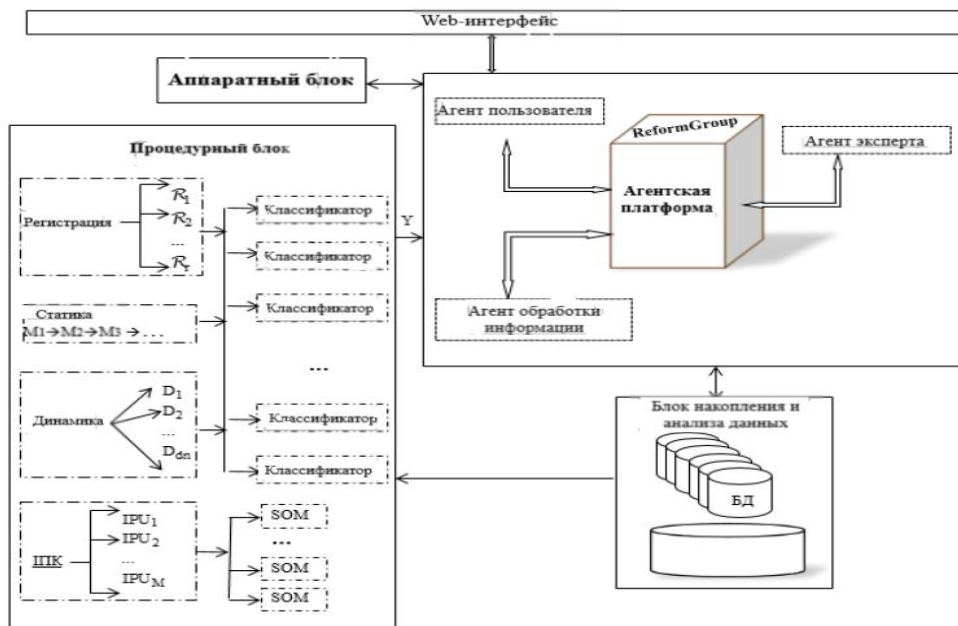 Web-интерфейс
Аппаратный блок
Агент пользователя
ReformGroup
Агентская
платформа
Агент эксперта
Агент обработки
информации
Процедурный блок
Регистрация
R1
R2
...
Rr
Классификатор
Классификатор
Классификатор
...
Классификатор
Классификатор
Y
Статика
M1→M2→M3 → ...
Динамика
D1
D2
...
Ddn
ІПК
IPU1
IPU2
...
IPUM
SOM
...
SOM
SOM
Блок накопления и
анализа данных
БД